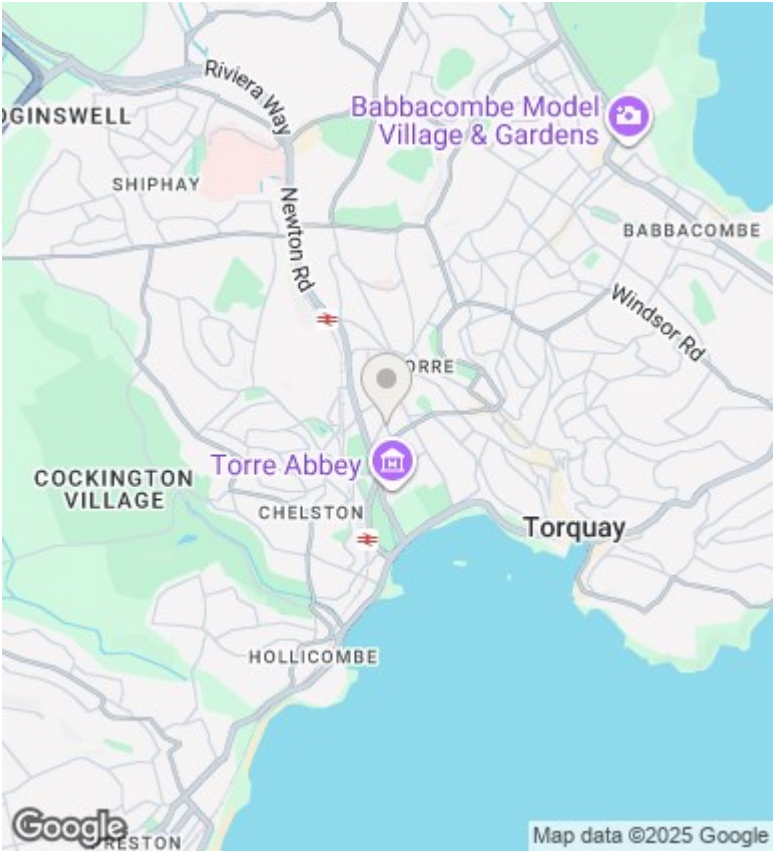 Riviera Way
OGINSWELL
Babbacombe Model
Village & Gardens
SHIPHAY
Newton Rd
BABBACOMBE
Windsor Rd
ORRE
Torre Abbey
COCKINGTON
VILLAGE
CHELSTON
Torquay
HOLLICOMBE
Google
RESTON
Map data ©2025 Google